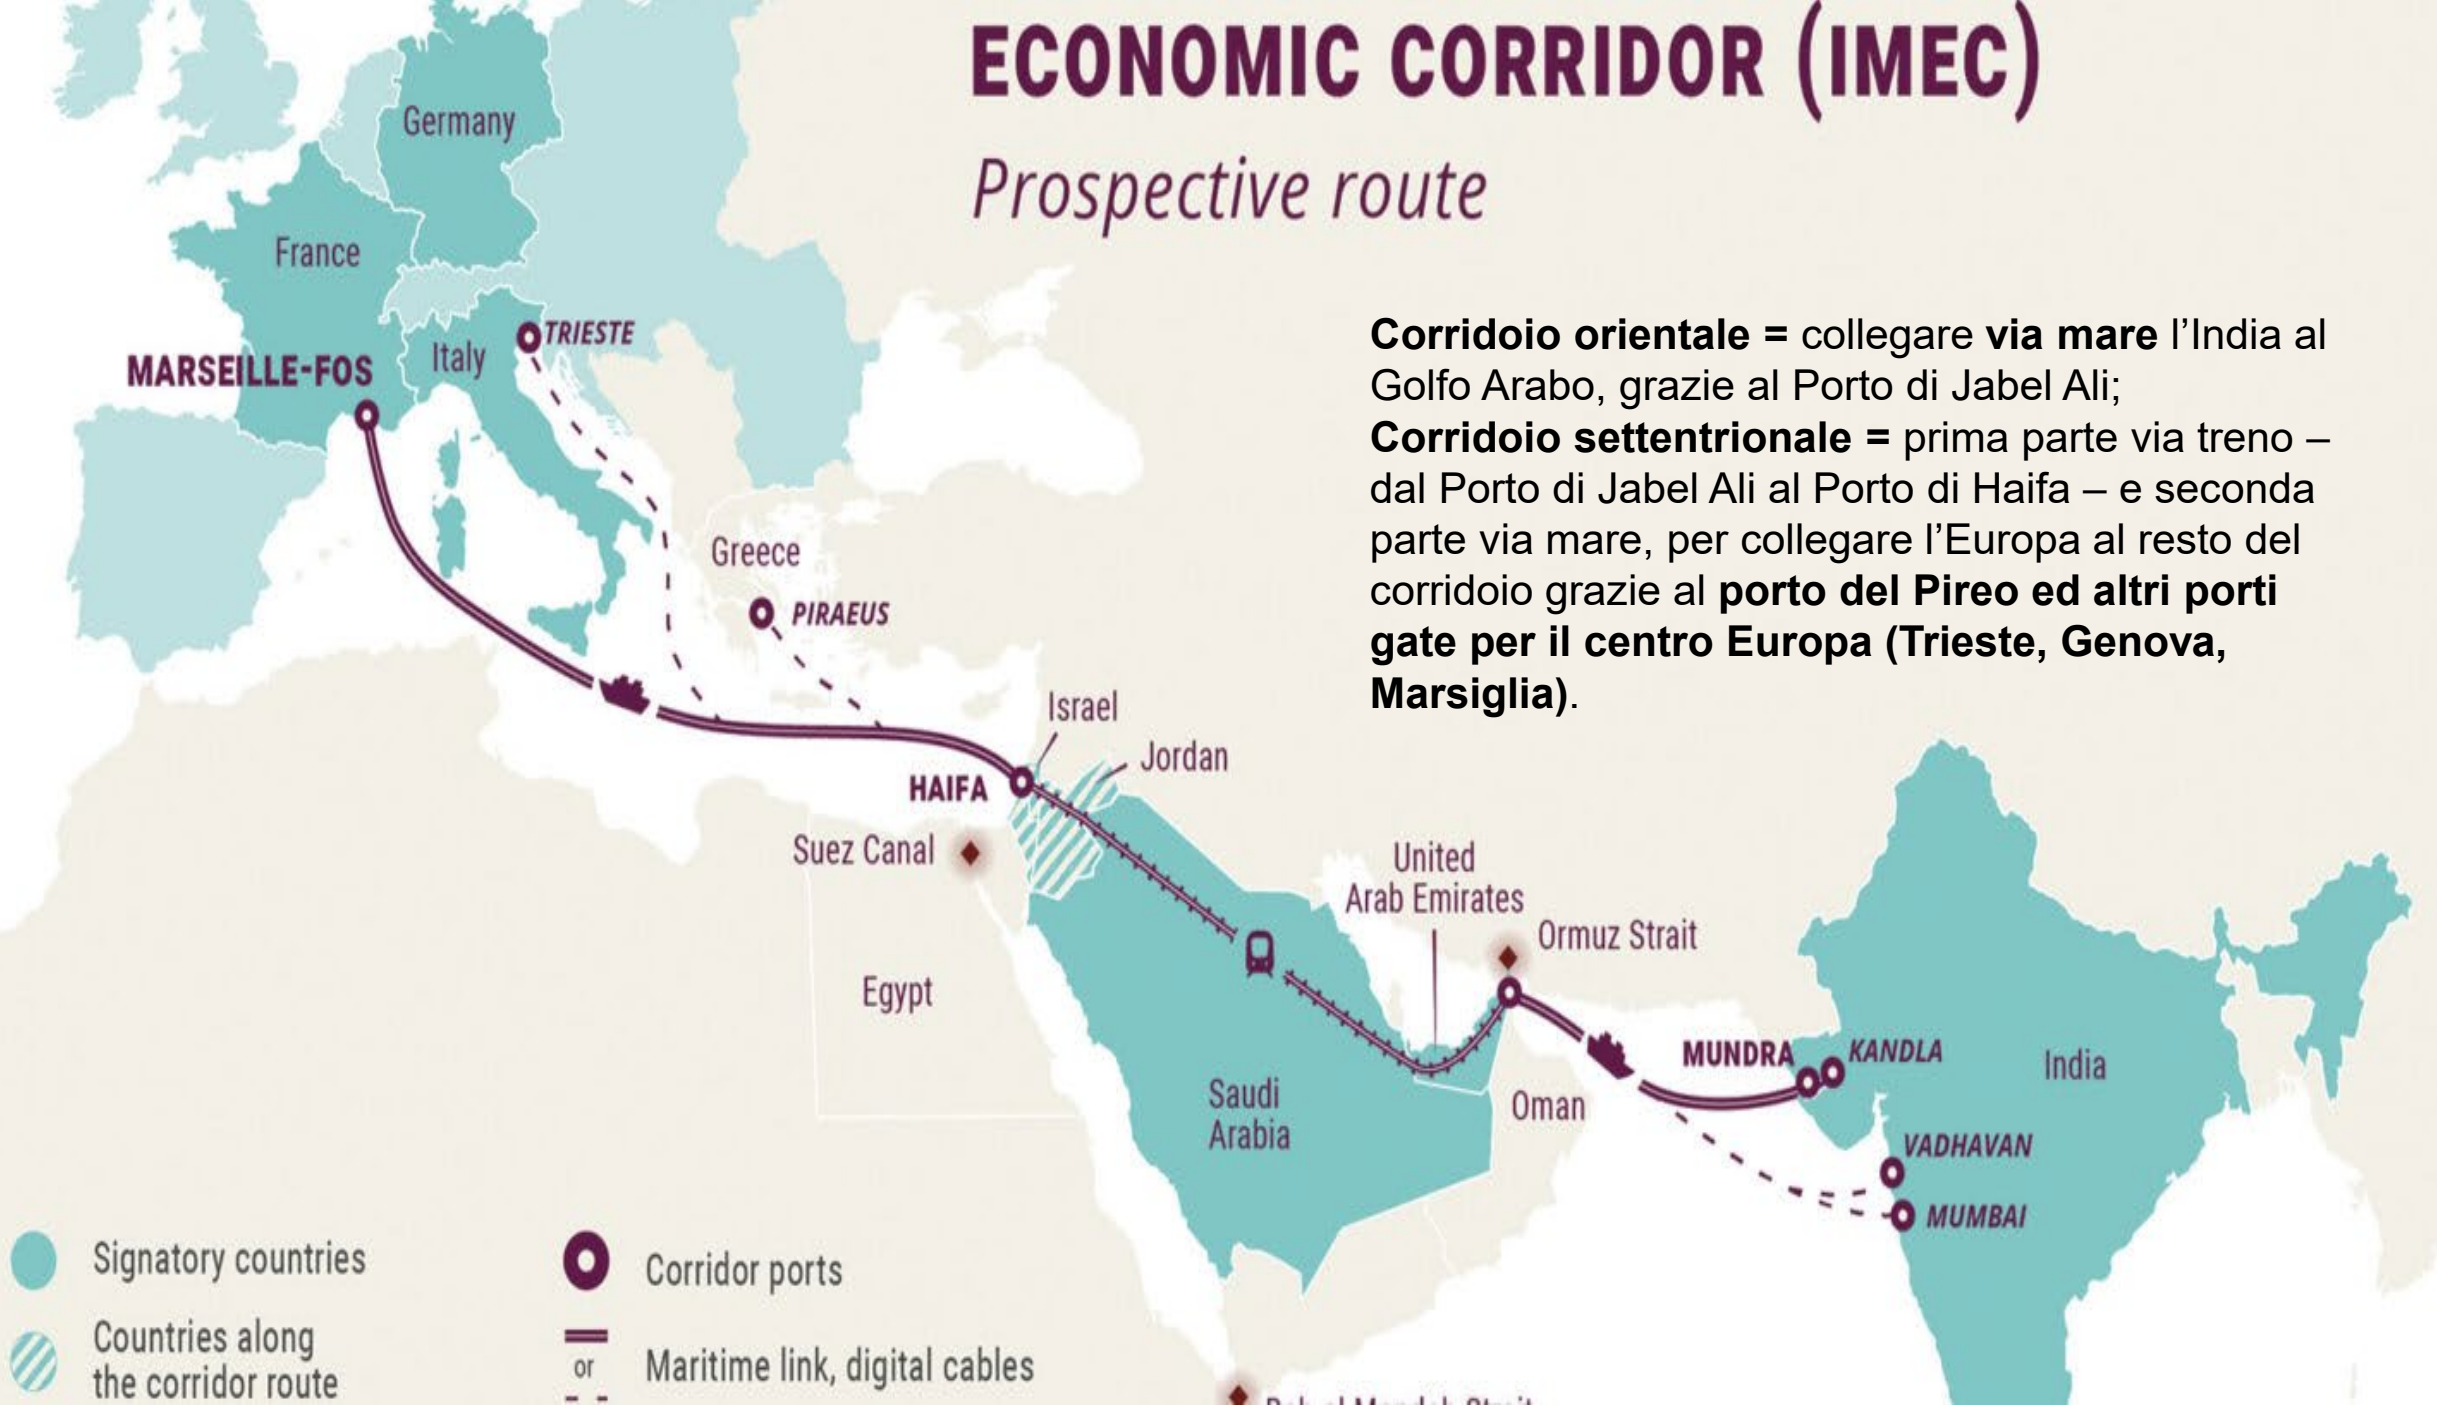 ECONOMIC CORRIDOR (IMEC)
Prospective route
Germany
France
TRIESTE
Italy
MARSEILLE-FOS
Corridoio orientale = collegare via mare l’India al
Golfo Arabo, grazie al Porto di Jabel Ali;
Corridoio settentrionale = prima parte via treno –
dal Porto di Jabel Ali al Porto di Haifa – e seconda
parte via mare, per collegare l’Europa al resto del
corridoio grazie al porto del Pireo ed altri porti
gate per il centro Europa (Trieste, Genova,
Marsiglia).
Greece
PIRAEUS
Israel
Jordan
HAIFA
Suez Canal
United
Arab Emirates
Ormuz Strait
Egypt
MUNDRA
KANDLA
India
Saudi
Arabia
Oman
VADHAVAN
MUMBAI
Signatory countries
Corridor ports
Countries along
the corridor route
or
Maritime link, digital cables